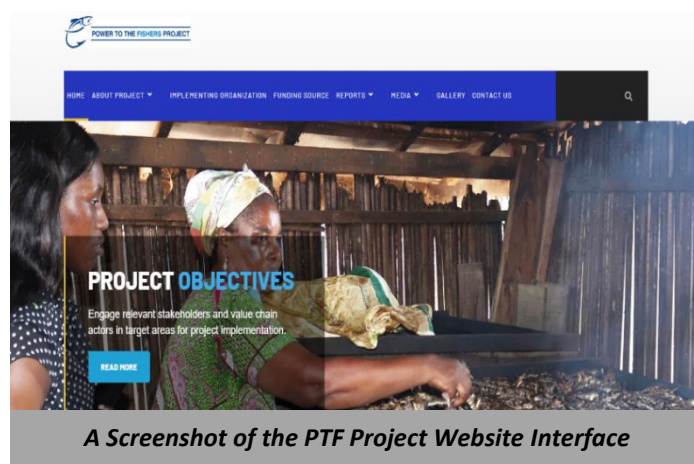 POWER TO THE FISHERS PROJECT
HOME ABOUT PROJECT IMPLEMENTING ORGANIZATION FUNDING SOURCE REPORTS MEDIA GALLERY CONTACT US
PROJECT OBJECTIVES
Engage relevant stakeholders and value chain
actors in target areas for project implementation.
READ MORE
A Screenshot of the PTF Project Website Interface